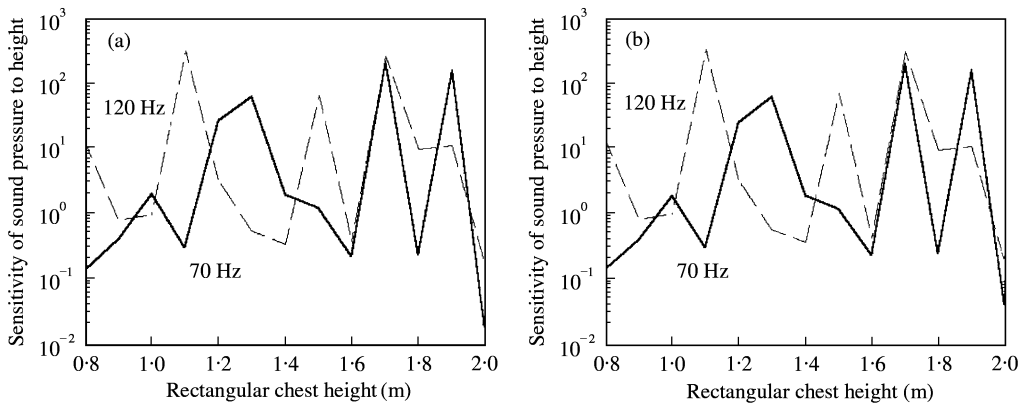 (a)
Sensitivity of sound pressure to height
10³
10²
10¹
10⁰
10⁻¹
10⁻²
120 Hz
70 Hz
0·8 1·0 1·2 1·4 1·6 1·8 2·0
Rectangular chest height (m)
(b)
Sensitivity of sound pressure to height
10³
10²
10¹
10⁰
10⁻¹
10⁻²
120 Hz
70 Hz
0·8 1·0 1·2 1·4 1·6 1·8 2·0
Rectangular chest height (m)